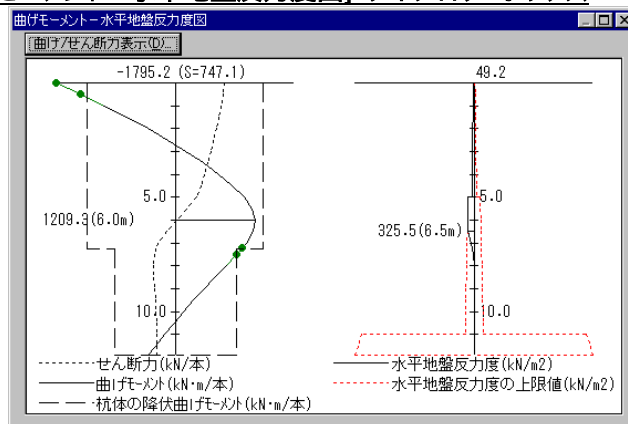 曲げモーメントー水平地盤反力度図
曲げ/せん断力表示(D)...
-1795.2 (S=747.1)
49.2
5.0
5.0
1209.3(6.0m)
325.5(6.5m)
10.0
10.0
せん断力(kN/本)
水平地盤反力度(kN/m2)
曲げモーメント(kN・m/本)
水平地盤反力度の上限値(kN/m2)
杭体の降伏曲げモーメント(kN・m/本)